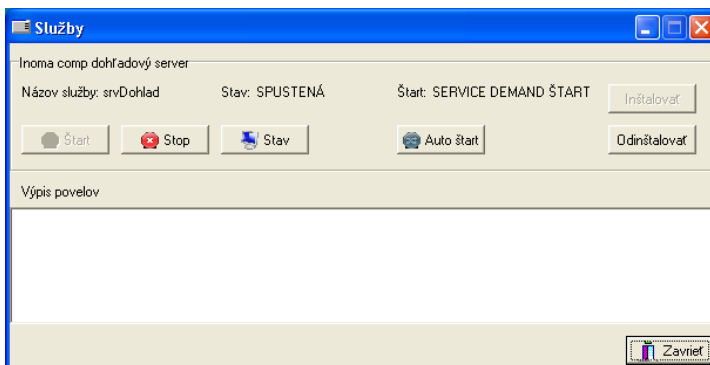 Služby
Inoma comp dohľadový server
Názov služby: srvDohlad Stav: SPUSTENÁ Štart: SERVICE DEMAND ŠTART
Inštalovať
Štart Stop Stav Auto štart Odinštalovať
Výpis povelov
Zavrieť